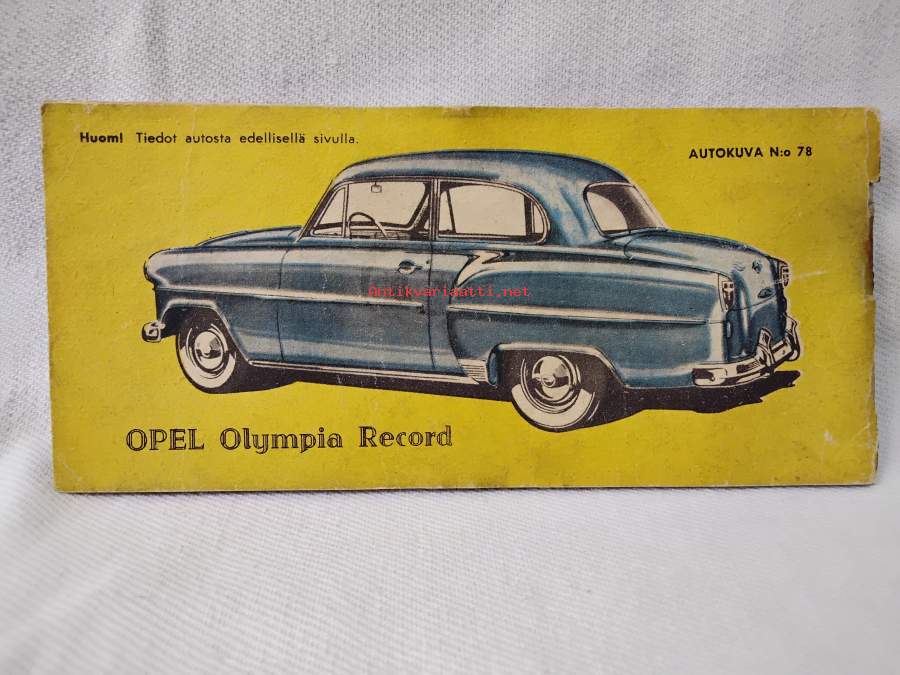 Huom! Tiedot autosta edellisellä sivulla.
AUTOKUVA N:o 78
Antikvariaatti.net
OPEL Olympia Record